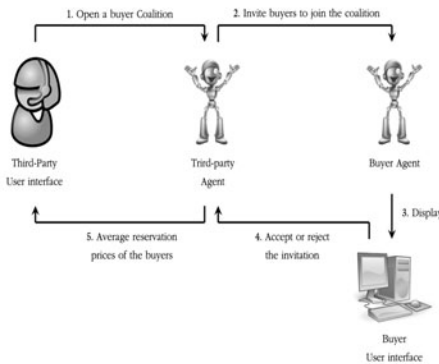 1. Open a buyer Coalition
2. Invite buyers to join the coalition
Third-Party
User interface
Trird-party
Agent
Buyer Agent
3. Display
5. Average reservation
prices of the buyers
4. Accept or reject
the invitation
Buyer
User interface